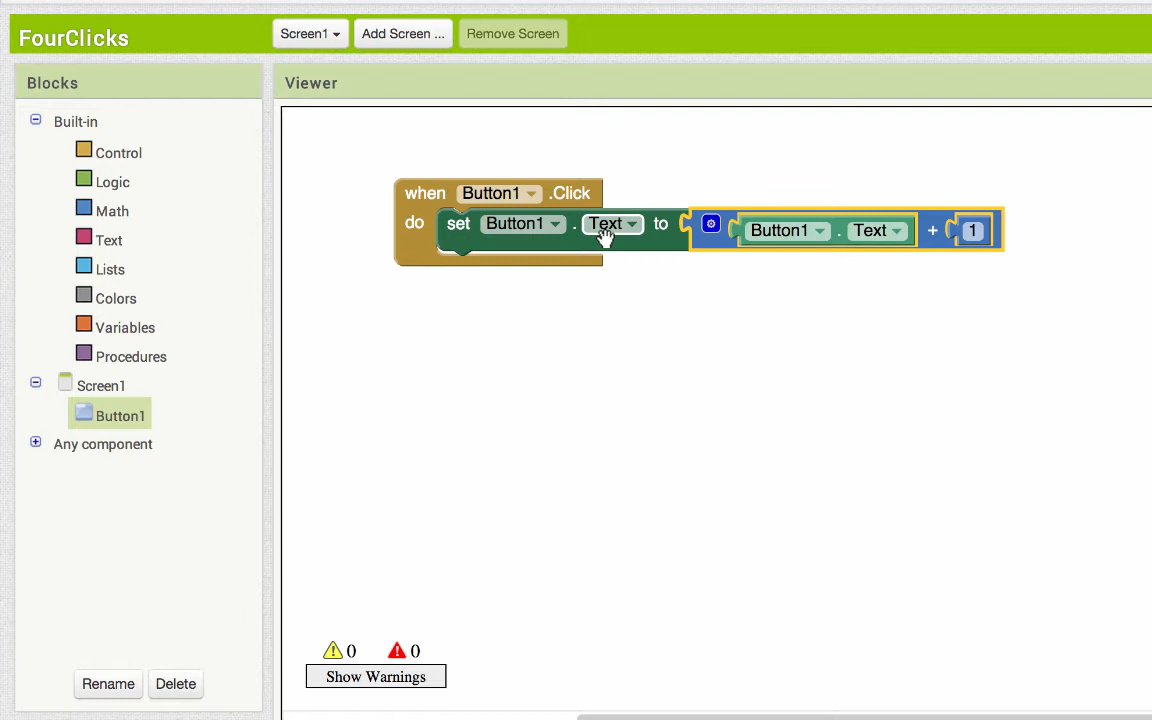 FourClicks
Screen1 Add Screen ... Remove Screen
Blocks
Viewer
Built-in
Control
Logic
Math
Text
Lists
Colors
Variables
Procedures
Screen1
Button1
Any component
when Button1 .Click
do set Button1 . Text to Button1 . Text + 1
0 0
Show Warnings
Rename Delete